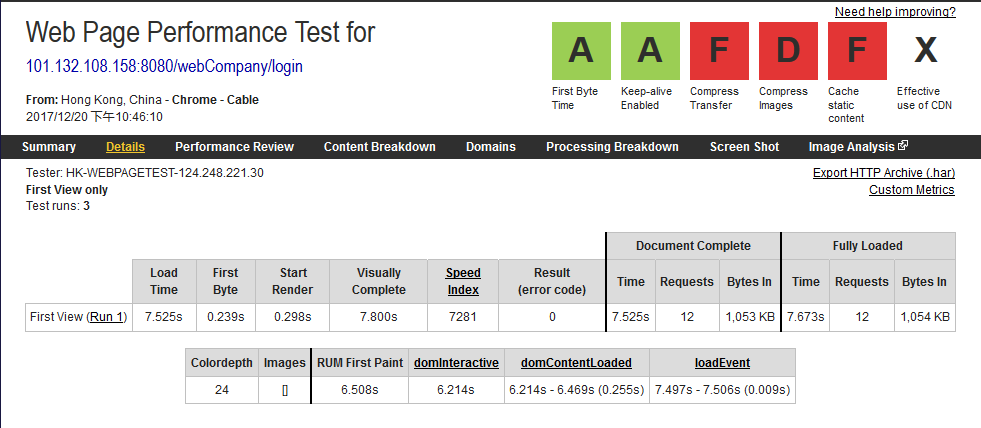 Need help improving?
Web Page Performance Test for
101.132.108.158:8080/webCompany/login
From: Hong Kong, China - Chrome - Cable
2017/12/20 下午10:46:10
A A F D F X
First Byte Time
Keep-alive Enabled
Compress Transfer
Compress Images
Cache static content
Effective use of CDN
Summary Details Performance Review Content Breakdown Domains Processing Breakdown Screen Shot Image Analysis
Tester: HK-WEBPAGETEST-124.248.221.30
First View only
Test runs: 3
Export HTTP Archive (.har)
Custom Metrics
Document Complete Fully Loaded
Load Time First Byte Start Render Visually Complete Speed Index Result (error code) Time Requests Bytes In Time Requests Bytes In
First View (Run 1) 7.525s 0.239s 0.298s 7.800s 7281 0 7.525s 12 1,053 KB 7.673s 12 1,054 KB
Colordepth Images RUM First Paint domInteractive domContentLoaded loadEvent
24 [] 6.508s 6.214s 6.214s - 6.469s (0.255s) 7.497s - 7.506s (0.009s)